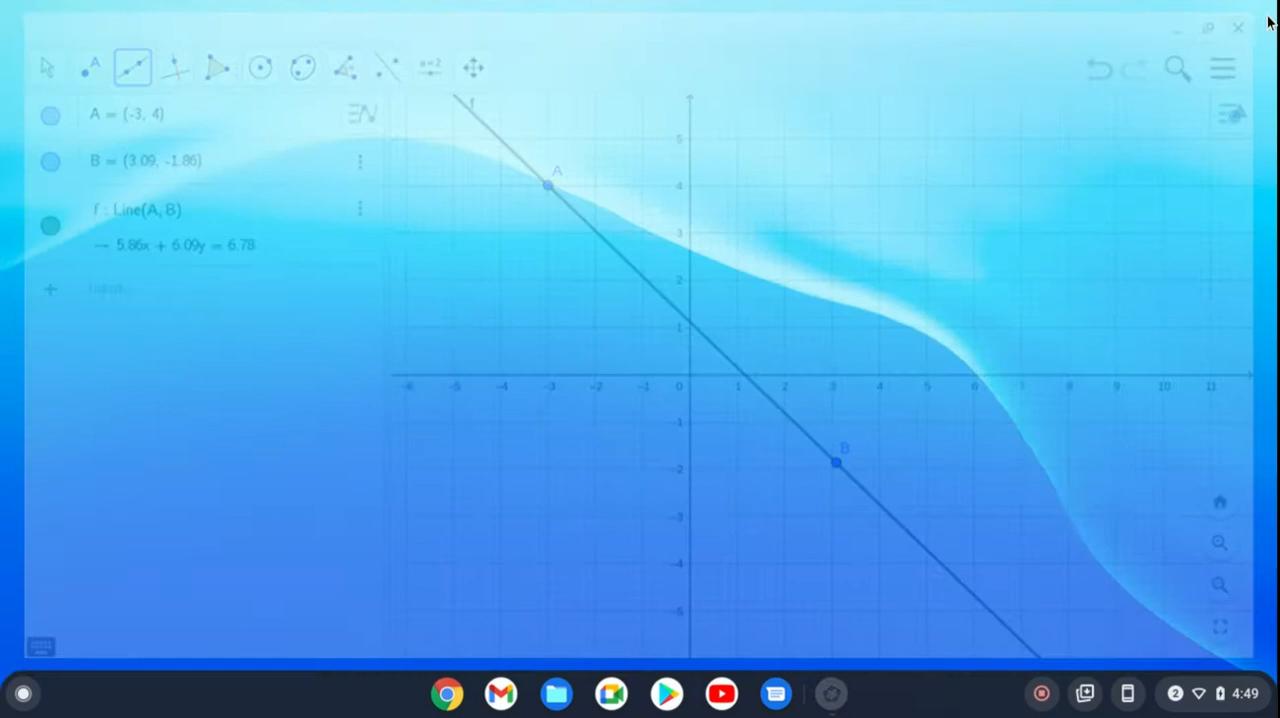 A
a=2
A = (-3, 4)
B = (3.09, -1.86)
f : Line(A, B)
→ 5.86x + 6.09y = 6.78
+ Input...
f
A
B
5
4
3
2
1
-6 -5 -4 -3 -2 -1 0 1 2 3 4 5 6 7 8 9 10 11
-1
-2
-3
-4
-5
2 4:49